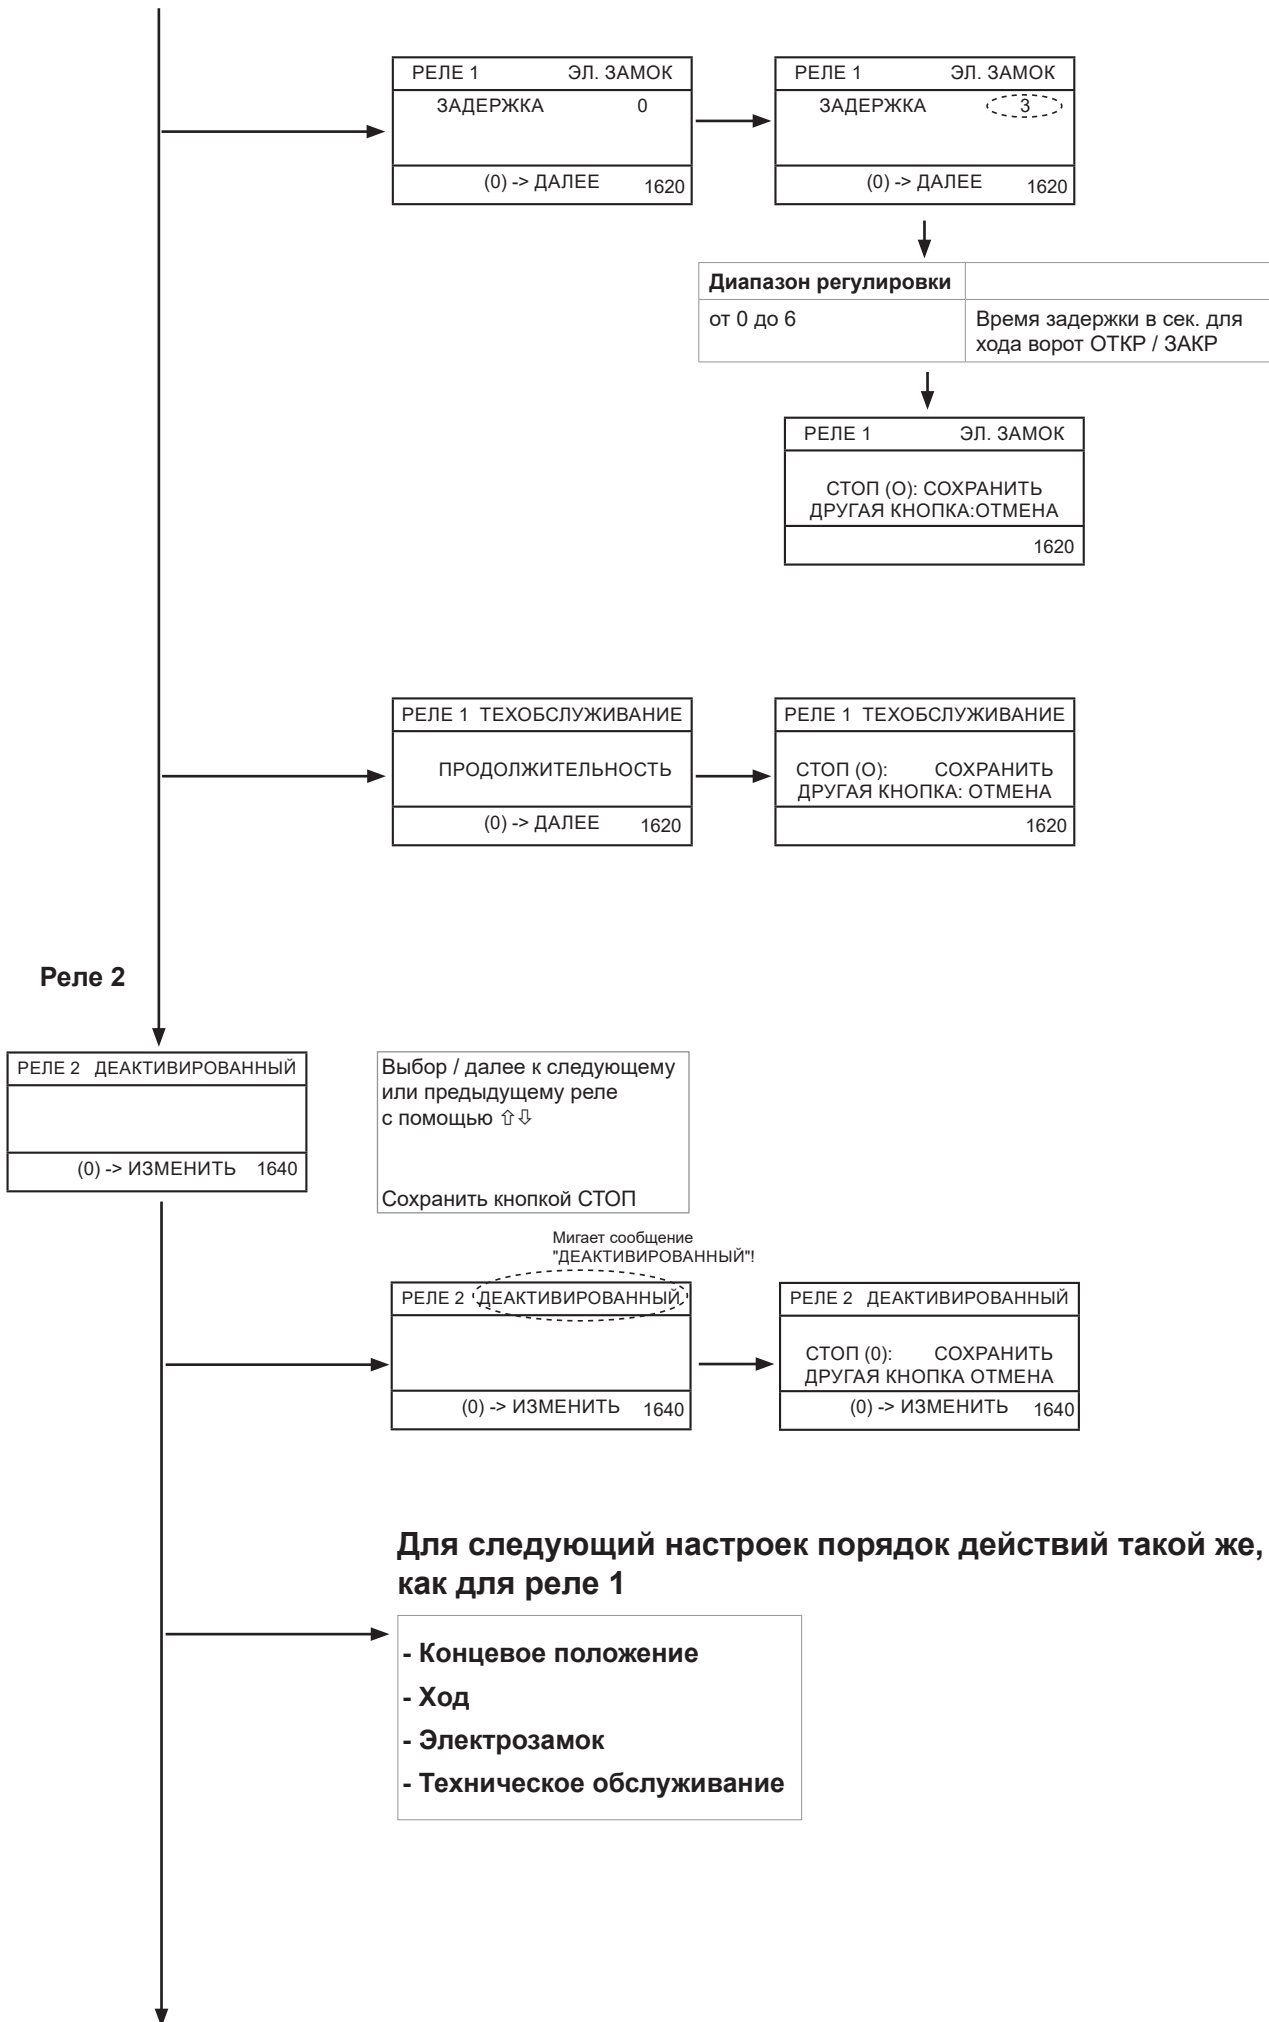 РЕЛЕ 1 ЭЛ. ЗАМОК
ЗАДЕРЖКА 0
(0) -> ДАЛЕЕ 1620
РЕЛЕ 1 ЭЛ. ЗАМОК
ЗАДЕРЖКА 3
(0) -> ДАЛЕЕ 1620
Диапазон регулировки
от 0 до 6
Время задержки в сек. для
хода ворот ОТКР / ЗАКР
РЕЛЕ 1 ЭЛ. ЗАМОК
СТОП (О): СОХРАНИТЬ
ДРУГАЯ КНОПКА:ОТМЕНА
1620
РЕЛЕ 1 ТЕХОБСЛУЖИВАНИЕ
ПРОДОЛЖИТЕЛЬНОСТЬ
(0) -> ДАЛЕЕ 1620
РЕЛЕ 1 ТЕХОБСЛУЖИВАНИЕ
СТОП (О): СОХРАНИТЬ
ДРУГАЯ КНОПКА: ОТМЕНА
1620
Реле 2
РЕЛЕ 2 ДЕАКТИВИРОВАННЫЙ
(0) -> ИЗМЕНИТЬ 1640
Выбор / далее к следующему
или предыдущему реле
с помощью ⇧⇩
Сохранить кнопкой СТОП
Мигает сообщение
"ДЕАКТИВИРОВАННЫЙ"!
РЕЛЕ 2 ДЕАКТИВИРОВАННЫЙ
(0) -> ИЗМЕНИТЬ 1640
РЕЛЕ 2 ДЕАКТИВИРОВАННЫЙ
СТОП (0): СОХРАНИТЬ
ДРУГАЯ КНОПКА ОТМЕНА
(0) -> ИЗМЕНИТЬ 1640
Для следующий настроек порядок действий такой же,
как для реле 1
- Концевое положение
- Ход
- Электрозамок
- Техническое обслуживание